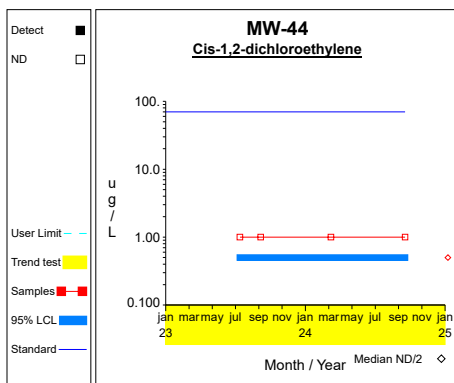 Detect
ND
User Limit
Trend test
Samples
95% LCL
Standard
MW-44
Cis-1,2-dichloroethylene
ug/L
100.
10.0
1.00
0.100
jan mar may jul sep nov jan mar may jul sep nov jan
23 24 25
Month / Year
Median ND/2